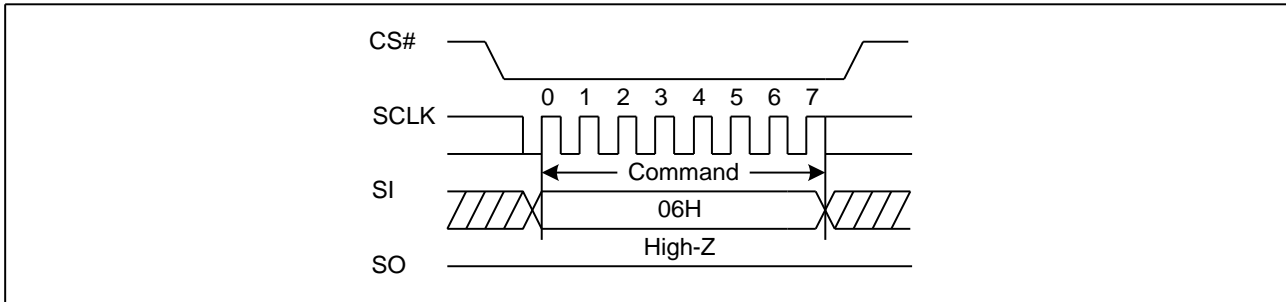 CS#
0 1 2 3 4 5 6 7
SCLK
Command
SI
06H
High-Z
SO